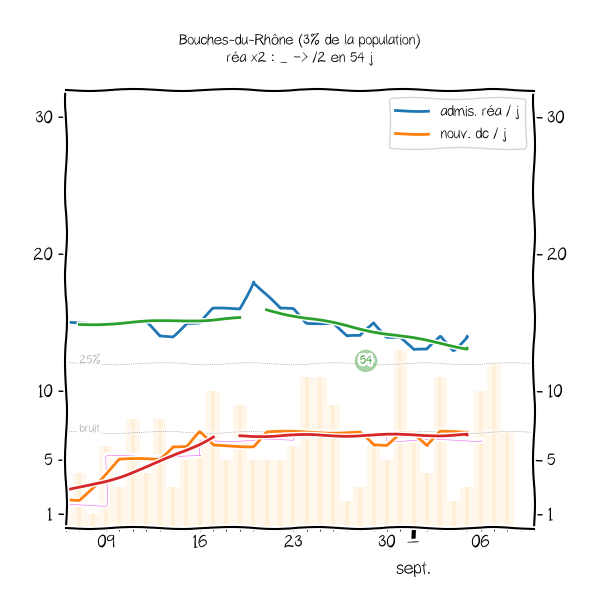 Bouches-du-Rhône (3% de la population)
réa x2 : _ -> /2 en 54 j
admis. réa / j
nouv. dc / j
30
30
20
20
25%
54
10
10
bruit
5
5
1
1
09
16
23
30
06
sept.